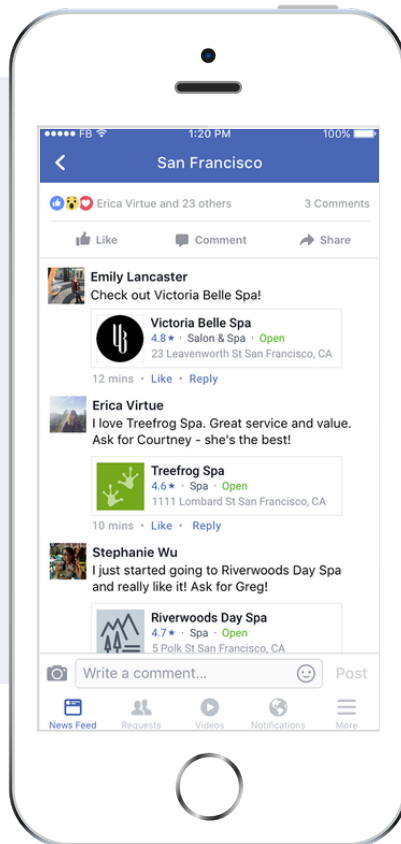 FB 1:20 PM 100%
San Francisco
Erica Virtue and 23 others 3 Comments
Like Comment Share
Emily Lancaster
Check out Victoria Belle Spa!
Victoria Belle Spa
4.8★ · Salon & Spa · Open
23 Leavenworth St San Francisco, CA
12 mins · Like · Reply
Erica Virtue
I love Treefrog Spa. Great service and value.
Ask for Courtney - she's the best!
Treefrog Spa
4.6★ · Spa · Open
1111 Lombard St San Francisco, CA
10 mins · Like · Reply
Stephanie Wu
I just started going to Riverwoods Day Spa
and really like it! Ask for Greg!
Riverwoods Day Spa
4.7★ · Spa · Open
5 Polk St San Francisco, CA
Write a comment... Post
News Feed Requests Videos Notifications More